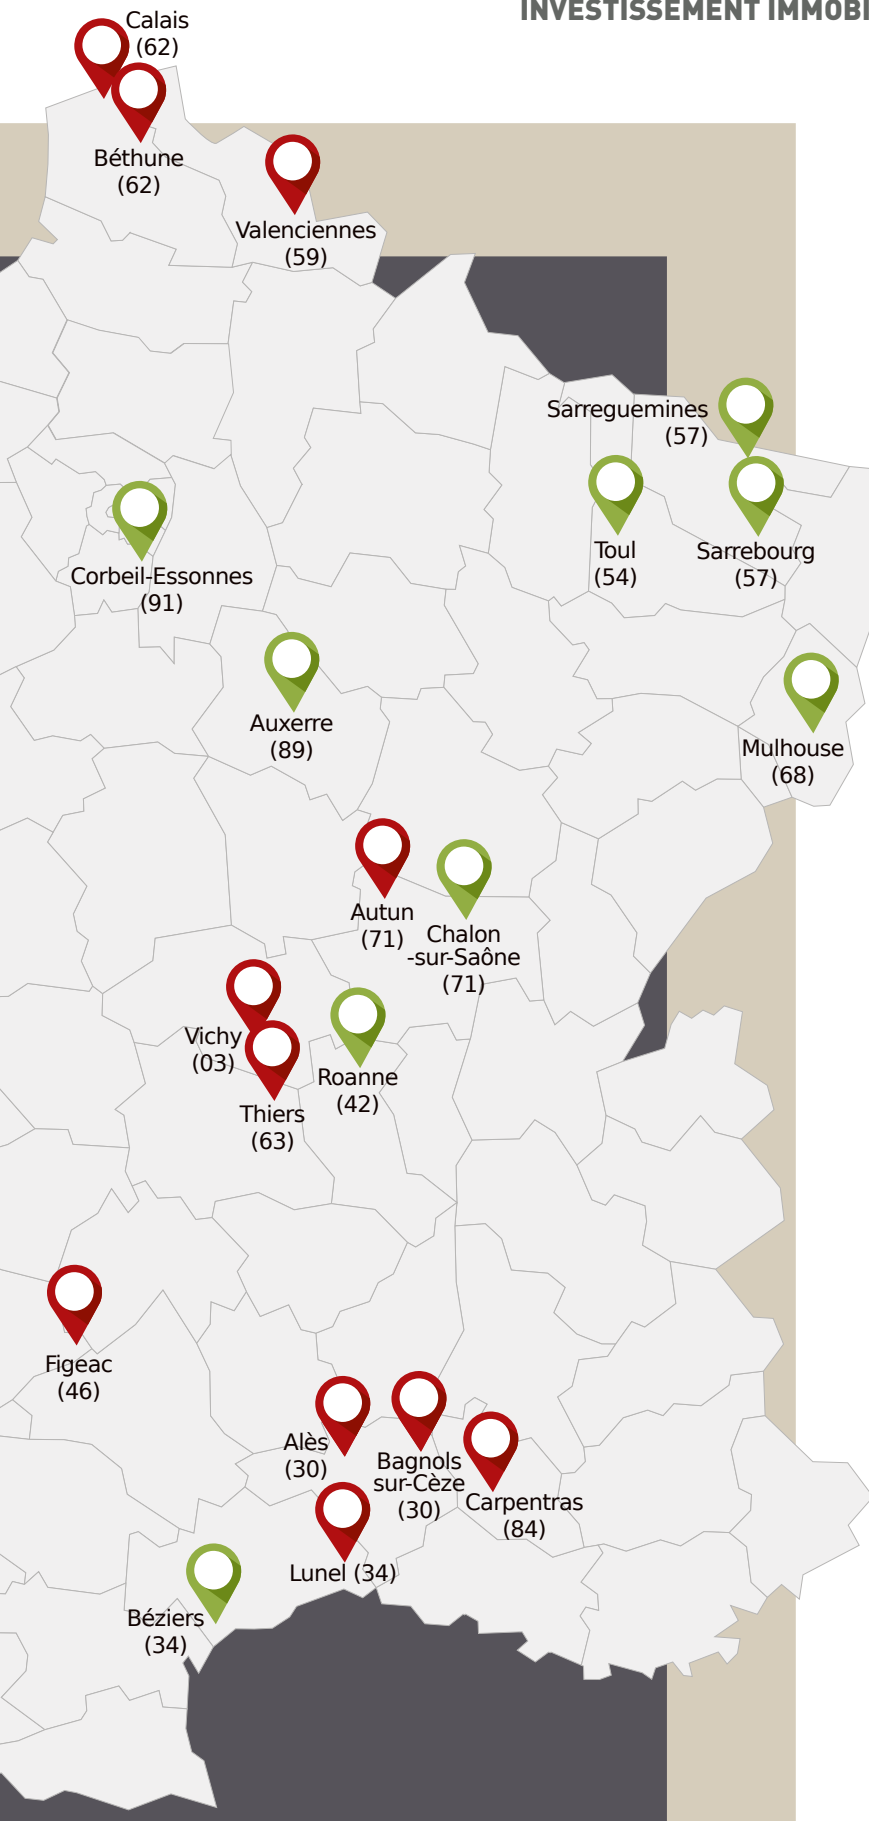 INVESTISSEMENT IMMOBI
Calais
(62)
Béthune
(62)
Valenciennes
(59)
Sarreguemines
(57)
Toul
(54)
Sarrebourg
(57)
Corbeil-Essonnes
(91)
Auxerre
(89)
Mulhouse
(68)
Autun
(71)
Chalon
-sur-Saône
(71)
Vichy
(03)
Roanne
(42)
Thiers
(63)
Figeac
(46)
Alès
(30)
Bagnols
sur-Cèze
(30)
Carpentras
(84)
Lunel (34)
Béziers
(34)